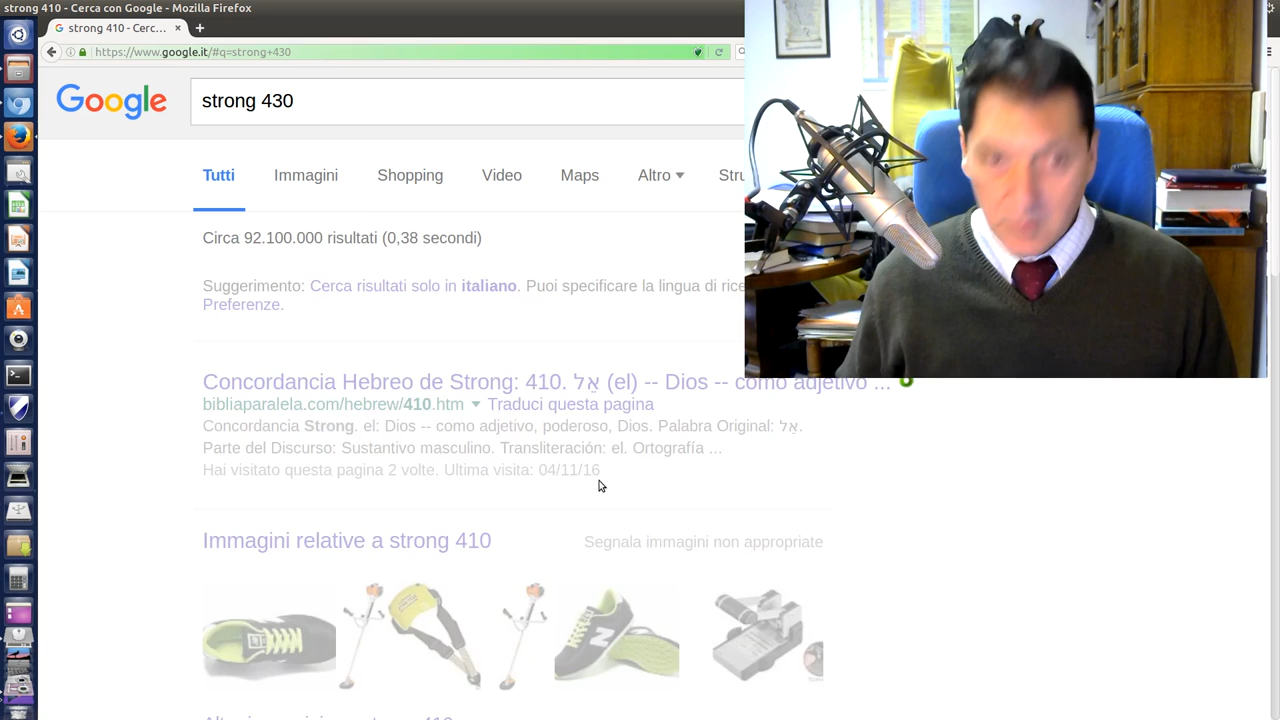 strong 410 - Cerca con Google - Mozilla Firefox
strong 410 - Cerc...
https://www.google.it/#q=strong+430
Google
strong 430
Tutti
Immagini
Shopping
Video
Maps
Altro
Circa 92.100.000 risultati (0,38 secondi)
Suggerimento: Cerca risultati solo in italiano. Puoi specificare la lingua di
Preferenze.
Concordancia Hebreo de Strong: 410. אֵל (el) -- Dios -- como adjetivo ...
bibliaparalela.com/hebrew/410.htm Traduci questa pagina
Concordancia Strong. el: Dios -- como adjetivo, poderoso, Dios. Palabra Original: אֵל.
Parte del Discurso: Sustantivo masculino. Transliteración: el. Ortografía ...
Hai visitato questa pagina 2 volte. Ultima visita: 04/11/16
Immagini relative a strong 410
Segnala immagini non appropriate
N